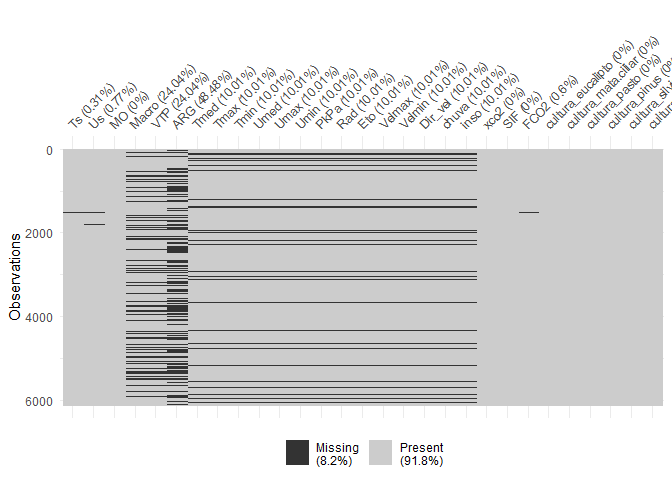 Ts (0.31%)
Us (0.77%)
MO (0%)
Macro (24.04%)
VTP (24.04%)
ARG (48.48%)
Tmed (10.01%)
Tmax (10.01%)
Tmin (10.01%)
Umed (10.01%)
Umax (10.01%)
Umin (10.01%)
PkPa (10.01%)
Rad (10.01%)
Eto (10.01%)
Velmax (10.01%)
Velmin (10.01%)
Dir_vel (10.01%)
chuva (10.01%)
Inso (10.01%)
xco2 (0%)
SIF (0%)
FCO2 (0.6%)
cultura_eucalipto (0%)
cultura_mata.ciliar (0%)
cultura_pasto (0%)
cultura_pinus (0%
0
2000
4000
6000
Observations
Missing
(8.2%)
Present
(91.8%)